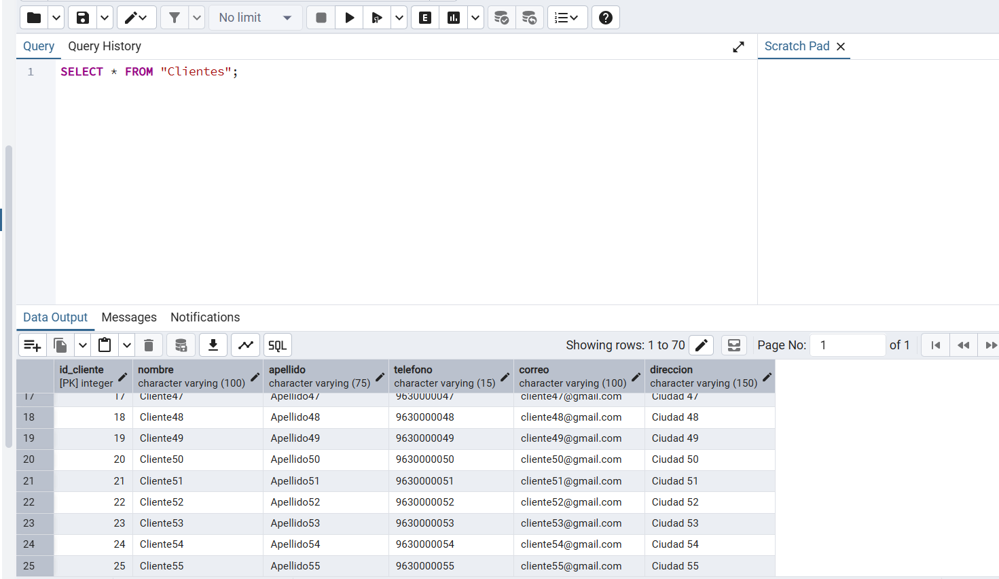 No limit
Query Query History Scratch Pad
1 SELECT * FROM "Clientes";
Data Output Messages Notifications
SQL Showing rows: 1 to 70 Page No: 1 of 1
id_cliente nombre apellido telefono correo direccion
[PK] integer character varying (100) character varying (75) character varying (15) character varying (100) character varying (150)
17 17 Cliente47 Apellido47 9630000047 cliente47@gmail.com Ciudad 47
18 18 Cliente48 Apellido48 9630000048 cliente48@gmail.com Ciudad 48
19 19 Cliente49 Apellido49 9630000049 cliente49@gmail.com Ciudad 49
20 20 Cliente50 Apellido50 9630000050 cliente50@gmail.com Ciudad 50
21 21 Cliente51 Apellido51 9630000051 cliente51@gmail.com Ciudad 51
22 22 Cliente52 Apellido52 9630000052 cliente52@gmail.com Ciudad 52
23 23 Cliente53 Apellido53 9630000053 cliente53@gmail.com Ciudad 53
24 24 Cliente54 Apellido54 9630000054 cliente54@gmail.com Ciudad 54
25 25 Cliente55 Apellido55 9630000055 cliente55@gmail.com Ciudad 55